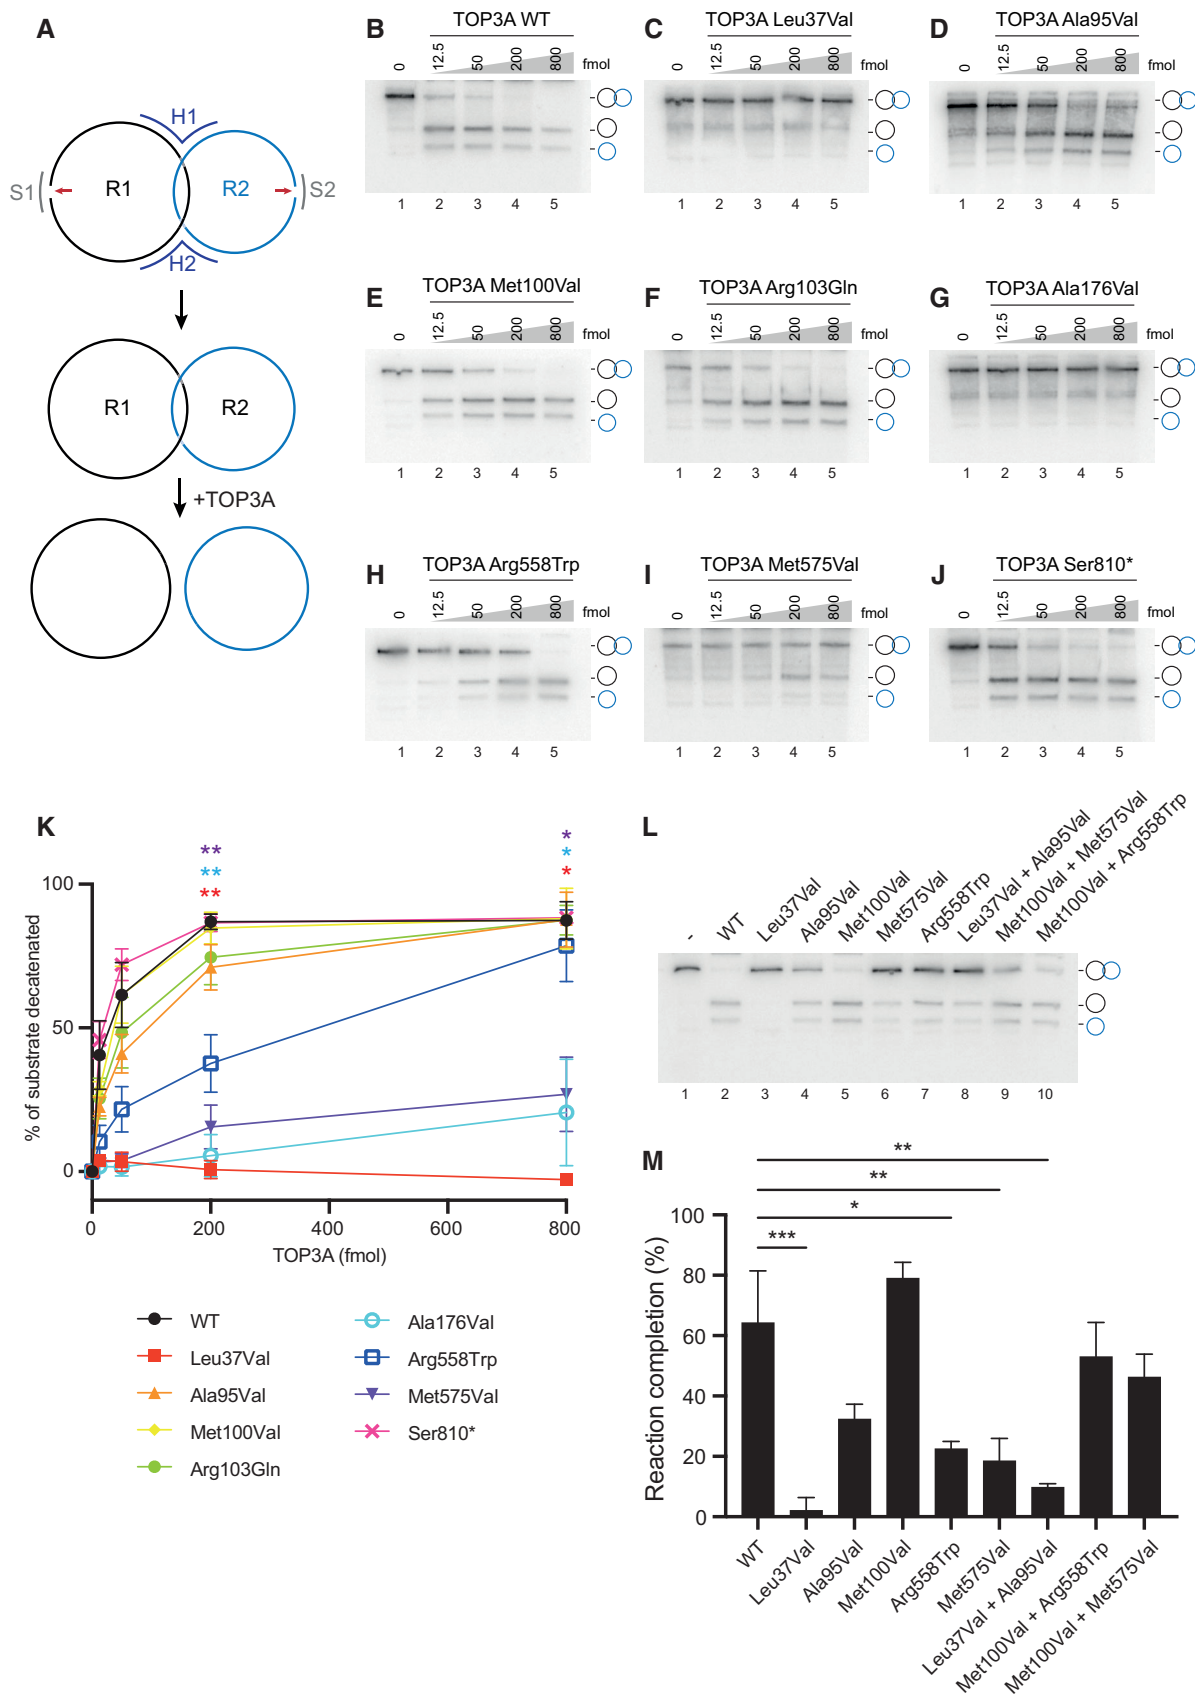 A
H1
S1
R1
R2
S2
H2
R1
R2
+TOP3A
B
TOP3A WT
0
12.5
50
200
800
fmol
1 2 3 4 5
C
TOP3A Leu37Val
0
12.5
50
200
800
fmol
1 2 3 4 5
D
TOP3A Ala95Val
0
12.5
50
200
800
fmol
1 2 3 4 5
E
TOP3A Met100Val
0
12.5
50
200
800
fmol
1 2 3 4 5
F
TOP3A Arg103Gln
0
12.5
50
200
800
fmol
1 2 3 4 5
G
TOP3A Ala176Val
0
12.5
50
200
800
fmol
1 2 3 4 5
H
TOP3A Arg558Trp
0
12.5
50
200
800
fmol
1 2 3 4 5
I
TOP3A Met575Val
0
12.5
50
200
800
fmol
1 2 3 4 5
J
TOP3A Ser810*
0
12.5
50
200
800
fmol
1 2 3 4 5
K
**
**
**
*
*
*
% of substrate decatenated
100
50
0
0 200 400 600 800
TOP3A (fmol)
WT
Leu37Val
Ala95Val
Met100Val
Arg103Gln
Ala176Val
Arg558Trp
Met575Val
Ser810*
L
-
WT
Leu37Val
Ala95Val
Met100Val
Met575Val
Arg558Trp
Leu37Val + Ala95Val
Met100Val + Met575Val
Met100Val + Arg558Trp
1 2 3 4 5 6 7 8 9 10
M
**
**
*
***
Reaction completion (%)
100
80
60
40
20
0
WT
Leu37Val
Ala95Val
Met100Val
Arg558Trp
Met575Val
Leu37Val + Ala95Val
Met100Val + Arg558Trp
Met100Val + Met575Val